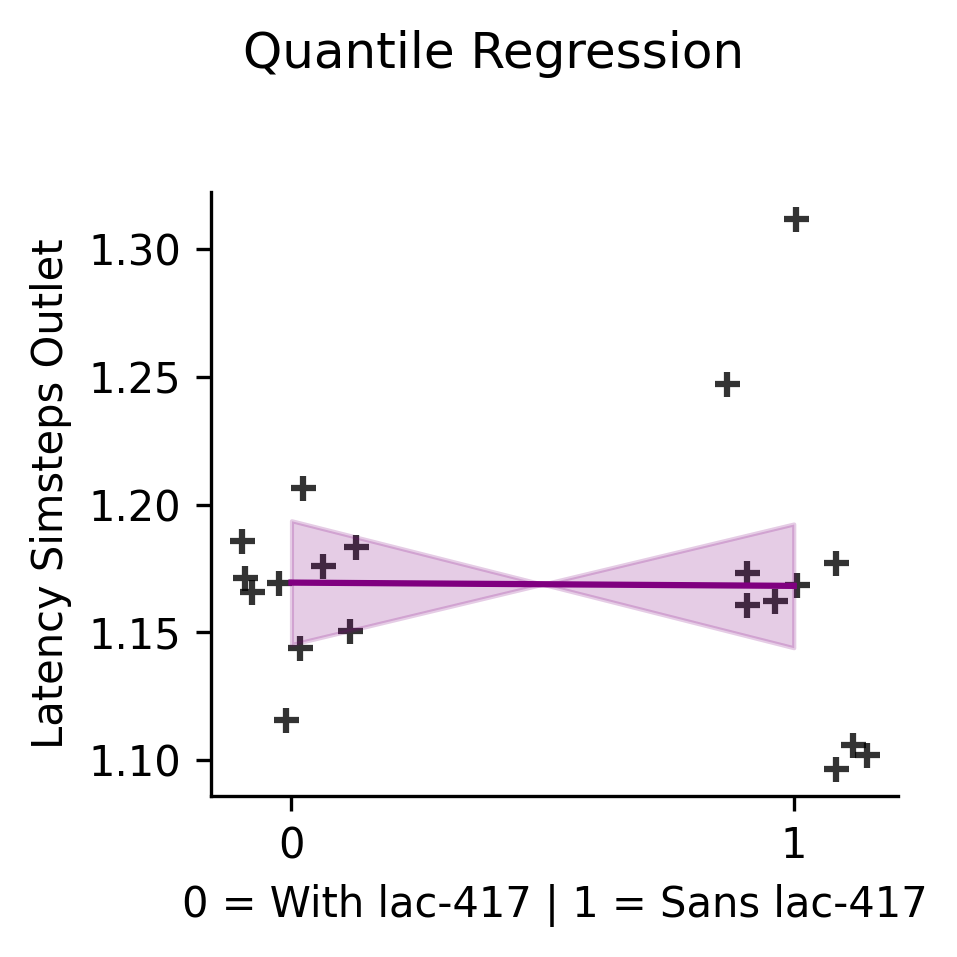 Quantile Regression
Latency Simsteps Outlet
1.30
1.25
1.20
1.15
1.10
0 1
0 = With lac-417 | 1 = Sans lac-417